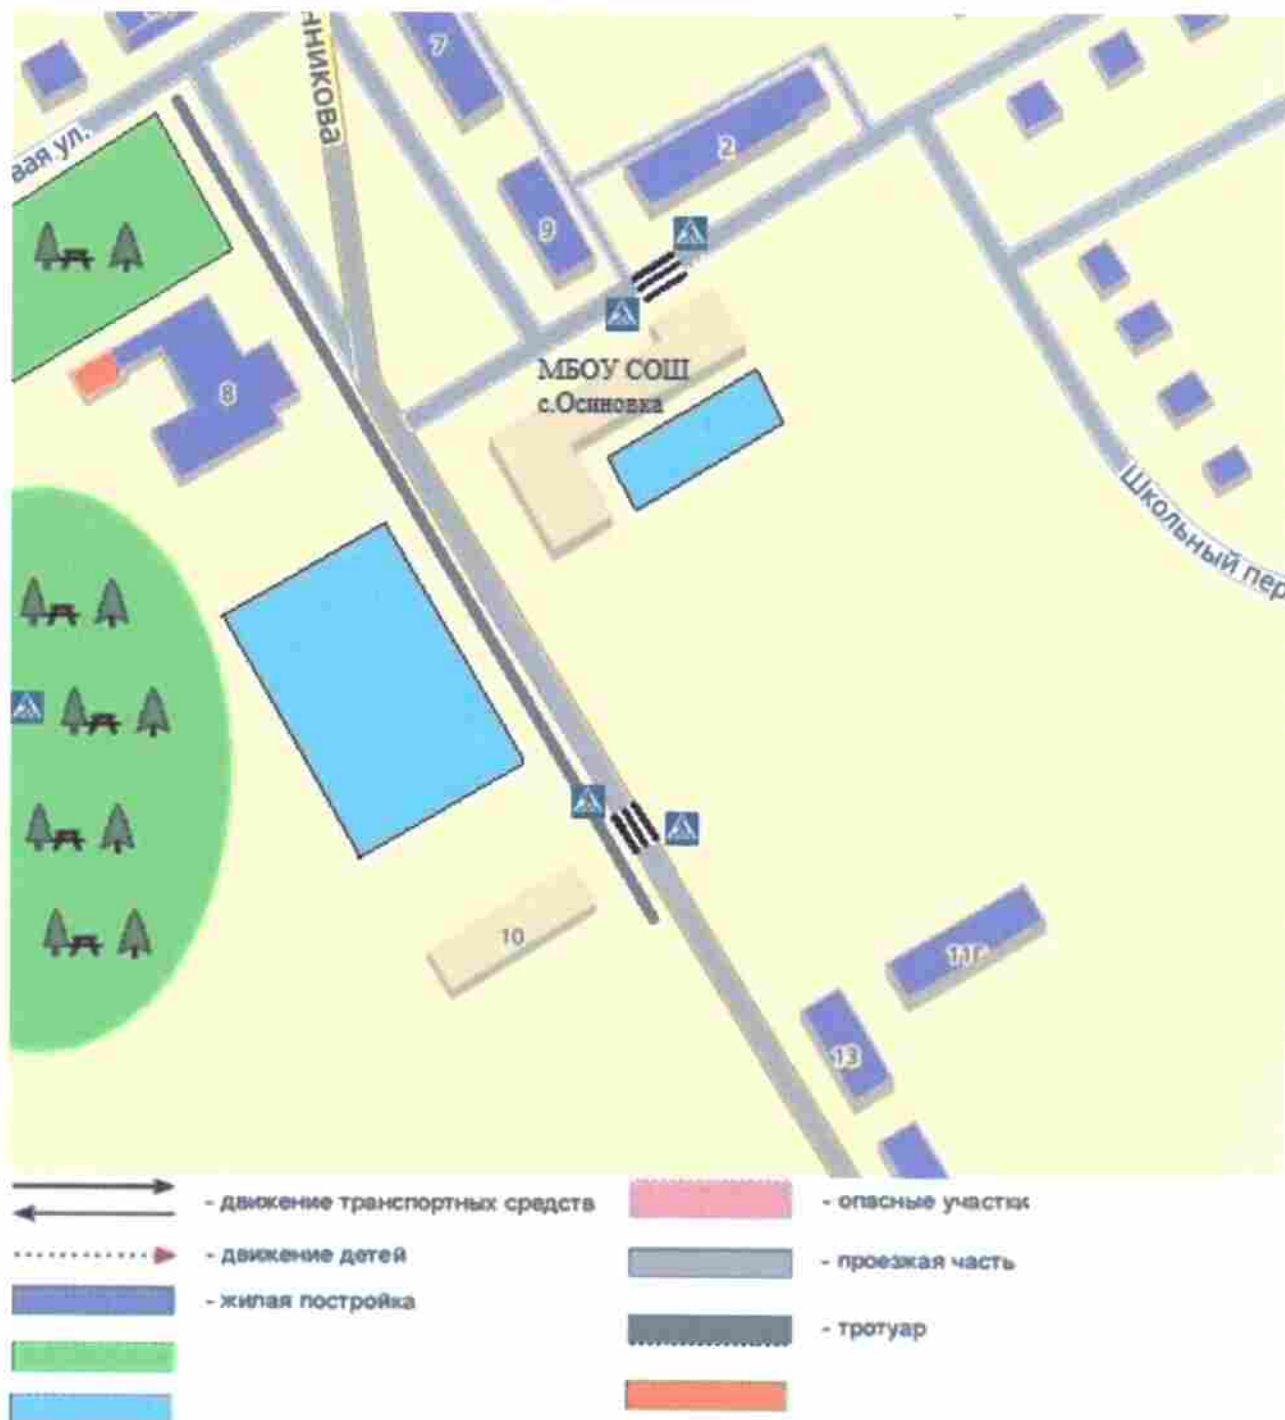 нникова
7
вая ул.
2
9
МБОУ СОШ
с.Осиновка
8
Школьный пер
10
11Г
13
- движение транспортных средств
- движение детей
- жилая постройка
- опасные участки
- проезжая часть
- тротуар